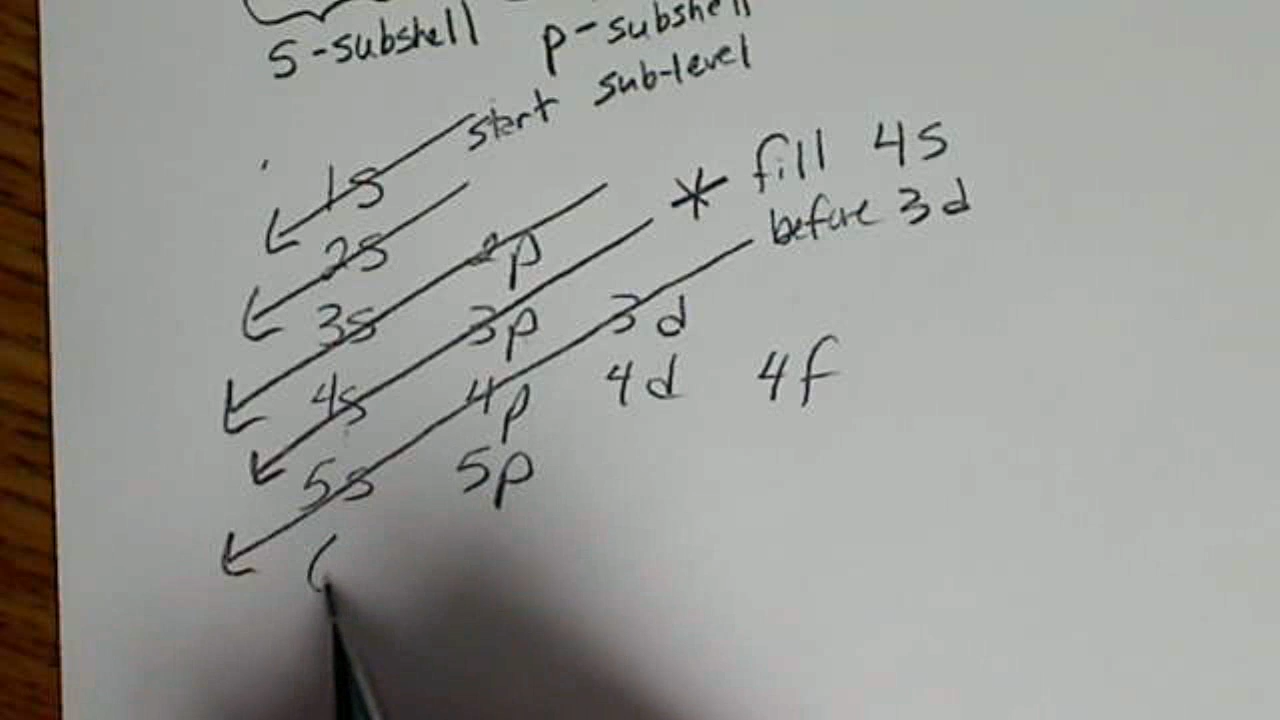 s-subshell p-subshell
start sub-level
1s
* fill 4s
before 3d
2s 2p
3s 3p 3d
4s 4p 4d 4f
5s 5p